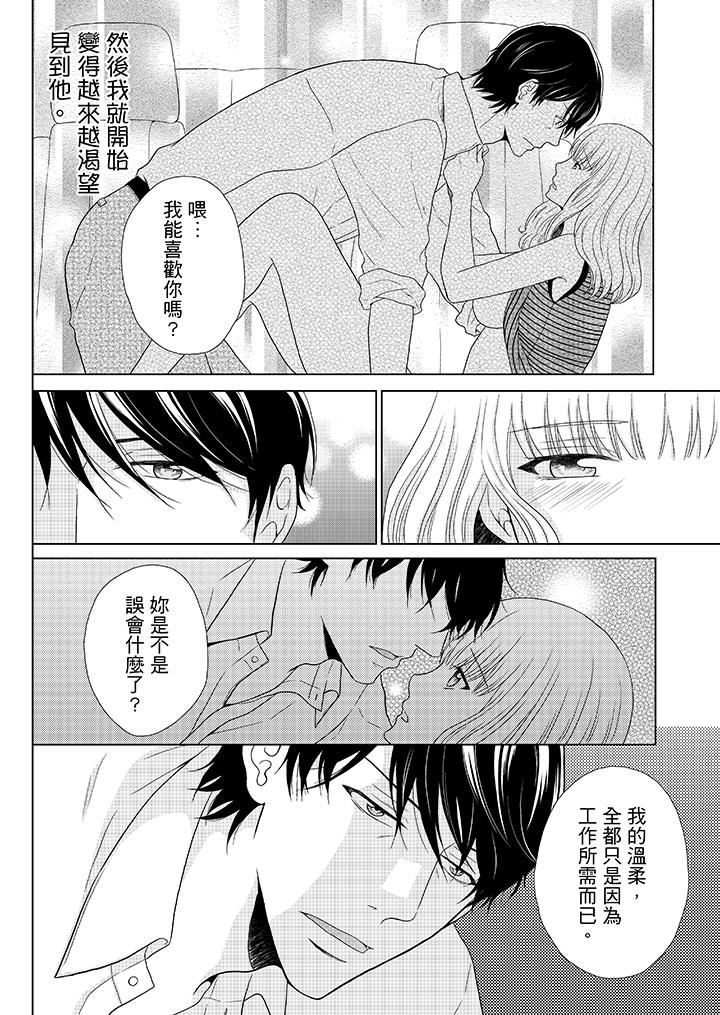 然後我就開始
變得越來越渴望
見到他。
喂…
我能喜歡你嗎？
妳是不是
誤會什麼了？
我的溫柔，
全都只是因為
工作所需而已。